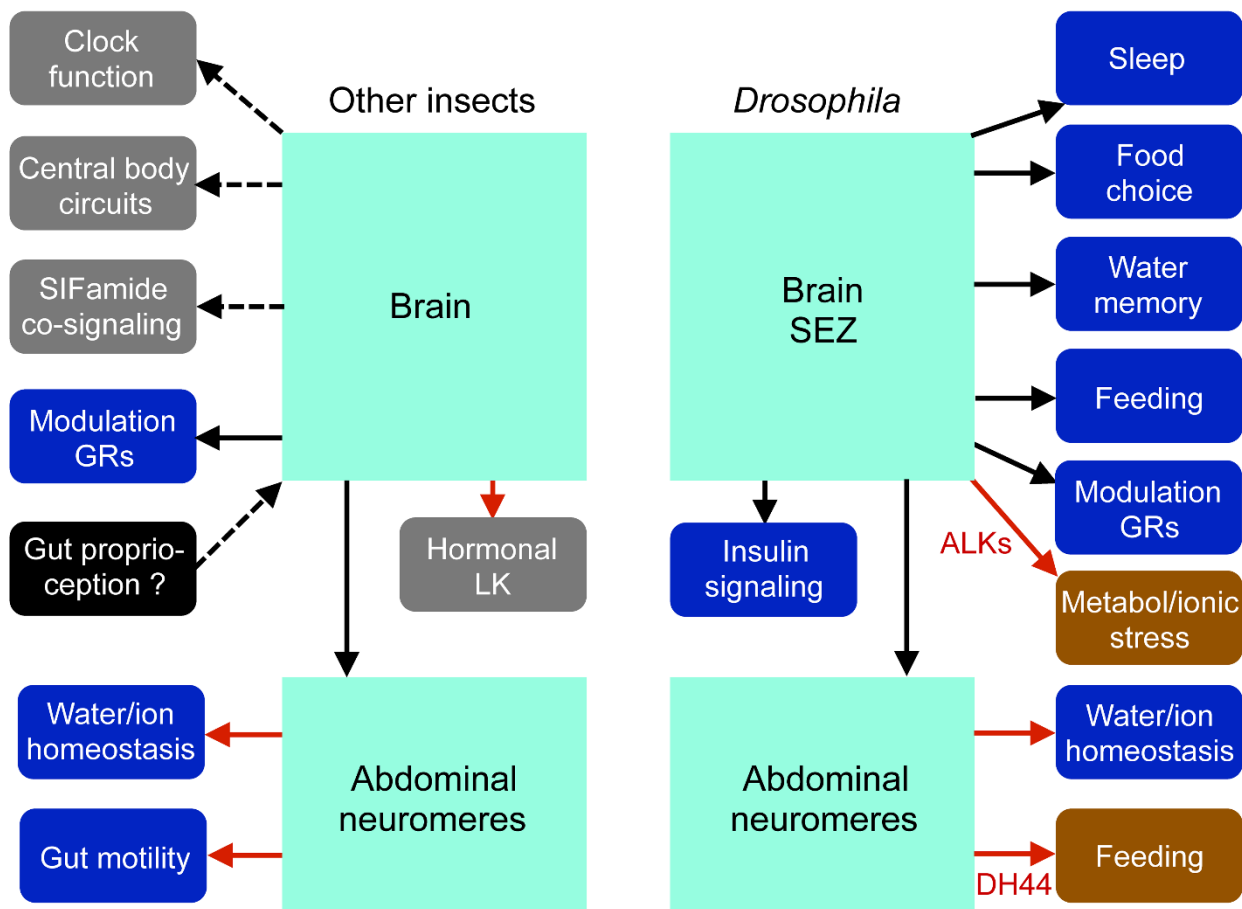 Clock
function
Other insects
Central body
circuits
SIFamide
co-signaling
Brain
Modulation
GRs
Gut proprio-
ception ?
Hormonal
LK
Water/ion
homeostasis
Abdominal
neuromeres
Gut motility
Drosophila
Sleep
Food
choice
Brain
SEZ
Water
memory
Feeding
Modulation
GRs
Insulin
signaling
ALKs
Metabol/ionic
stress
Abdominal
neuromeres
Water/ion
homeostasis
DH44
Feeding